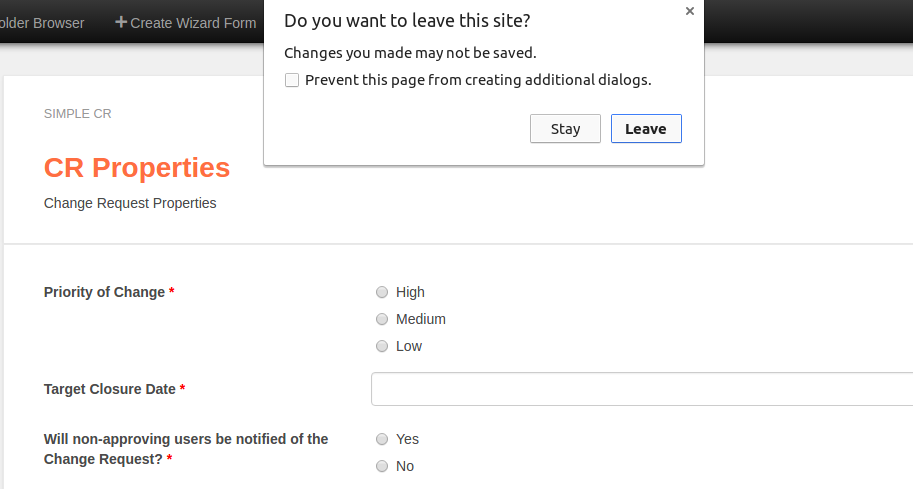 older Browser
Create Wizard Form
Do you want to leave this site?
Changes you made may not be saved.
Prevent this page from creating additional dialogs.
Stay
Leave
SIMPLE CR
CR Properties
Change Request Properties
Priority of Change *
High
Medium
Low
Target Closure Date *
Will non-approving users be notified of the
Change Request? *
Yes
No